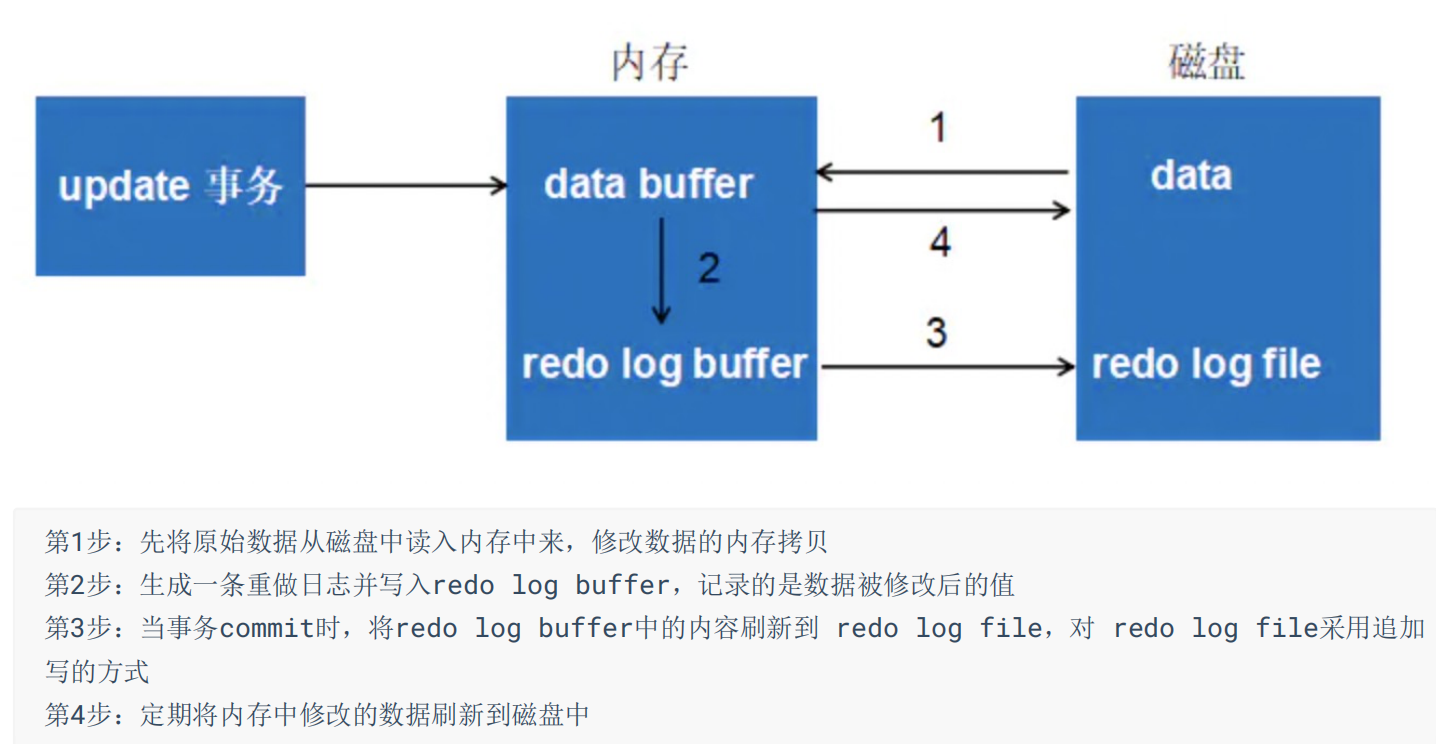 内存
磁盘
update 事务
data buffer
1
data
4
2
redo log buffer
3
redo log file
第1步：先将原始数据从磁盘中读入内存中来，修改数据的内存拷贝
第2步：生成一条重做日志并写入redo log buffer，记录的是数据被修改后的值
第3步：当事务commit时，将redo log buffer中的内容刷新到 redo log file，对 redo log file采用追加
写的方式
第4步：定期将内存中修改的数据刷新到磁盘中